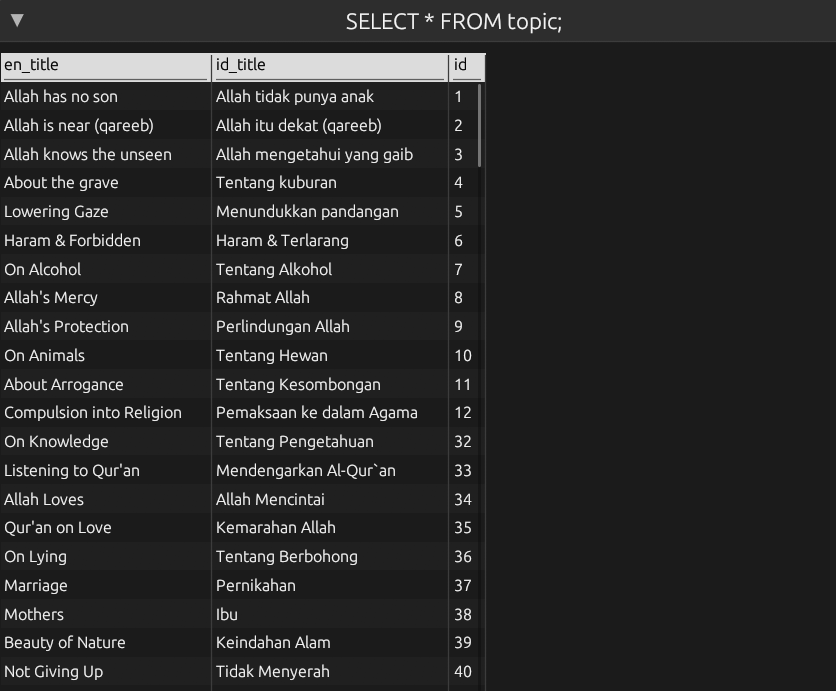 ▼ SELECT * FROM topic;
en_title id_title id
Allah has no son Allah tidak punya anak 1
Allah is near (qareeb) Allah itu dekat (qareeb) 2
Allah knows the unseen Allah mengetahui yang gaib 3
About the grave Tentang kuburan 4
Lowering Gaze Menundukkan pandangan 5
Haram & Forbidden Haram & Terlarang 6
On Alcohol Tentang Alkohol 7
Allah's Mercy Rahmat Allah 8
Allah's Protection Perlindungan Allah 9
On Animals Tentang Hewan 10
About Arrogance Tentang Kesombongan 11
Compulsion into Religion Pemaksaan ke dalam Agama 12
On Knowledge Tentang Pengetahuan 32
Listening to Qur'an Mendengarkan Al-Qur`an 33
Allah Loves Allah Mencintai 34
Qur'an on Love Kemarahan Allah 35
On Lying Tentang Berbohong 36
Marriage Pernikahan 37
Mothers Ibu 38
Beauty of Nature Keindahan Alam 39
Not Giving Up Tidak Menyerah 40